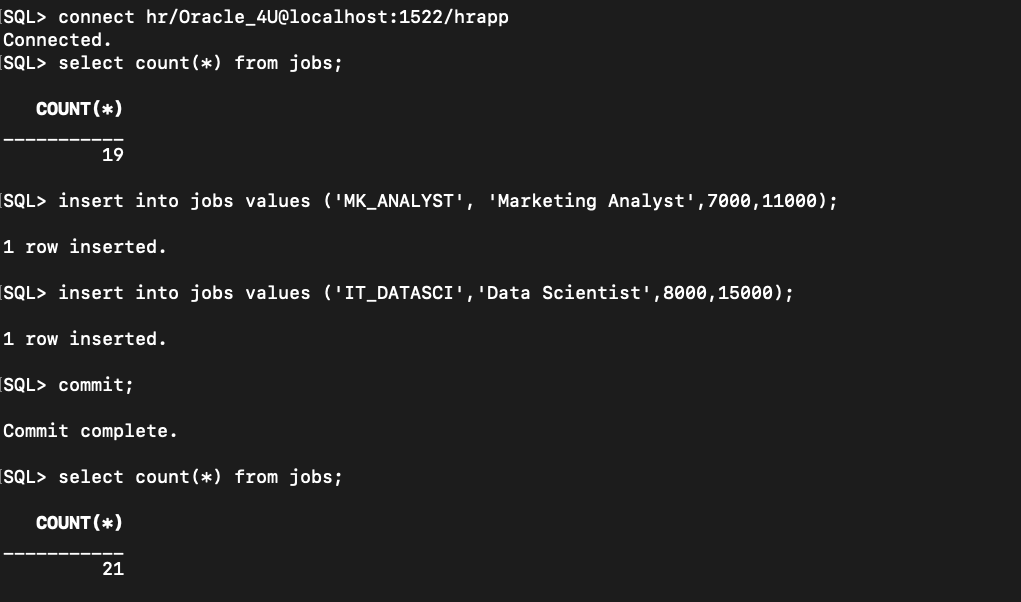 SQL> connect hr/Oracle_4U@localhost:1522/hrapp
Connected.
SQL> select count(*) from jobs;
COUNT(*)
___________
19
SQL> insert into jobs values ('MK_ANALYST', 'Marketing Analyst',7000,11000);
1 row inserted.
SQL> insert into jobs values ('IT_DATASCI','Data Scientist',8000,15000);
1 row inserted.
SQL> commit;
Commit complete.
SQL> select count(*) from jobs;
COUNT(*)
___________
21